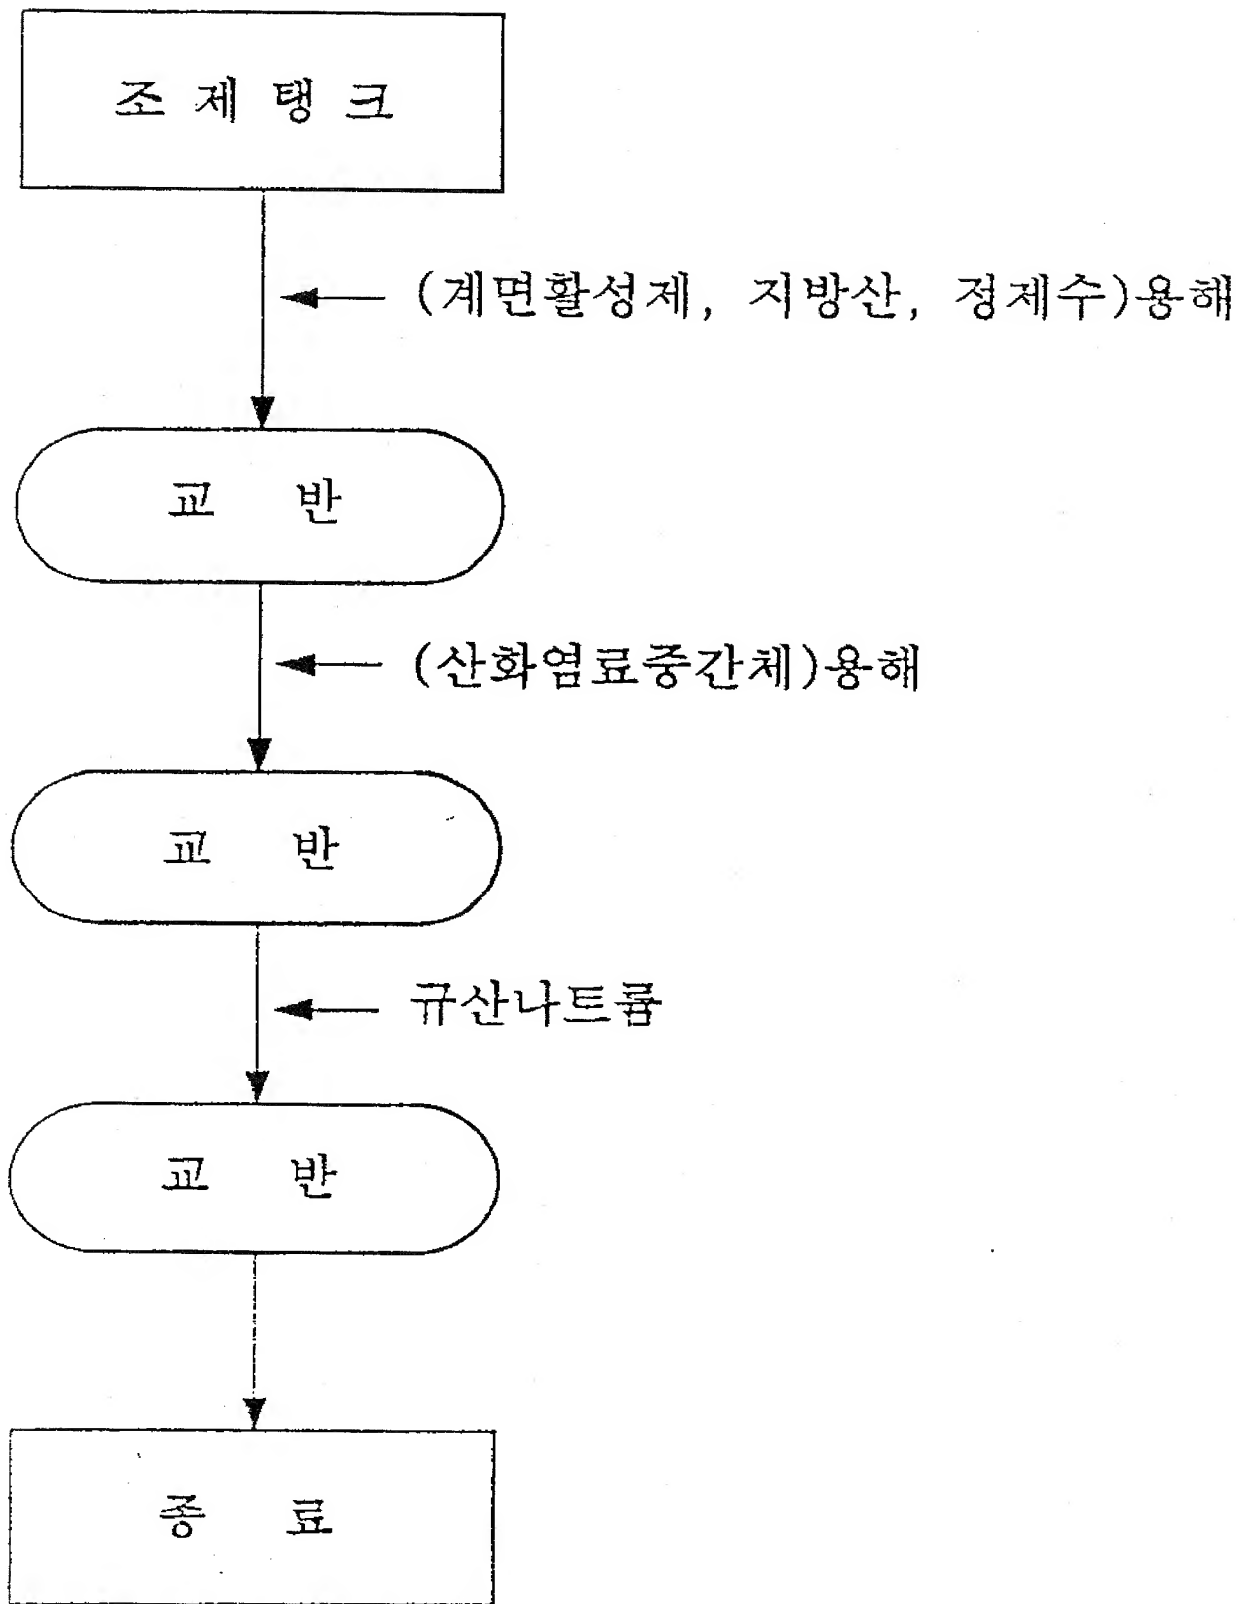 조 제 탱 크
(계면활성제, 지방산, 정제수)용해
교 반
(산화염료중간체)용해
교 반
규산나트륨
교 반
종 료